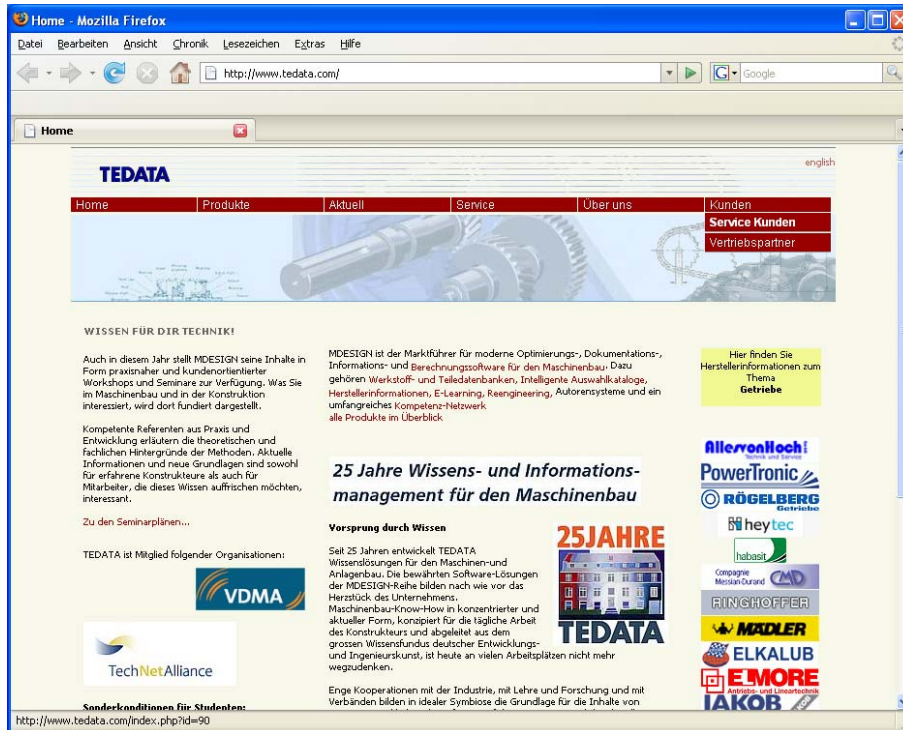 Home - Mozilla Firefox
Datei Bearbeiten Ansicht Chronik Lesezeichen Extras Hilfe
http://www.tedata.com/
Google
Home
english
TEDATA
Home Produkte Aktuell Service Über uns Kunden
Service Kunden
Vertriebspartner
WISSEN FÜR DIR TECHNIK!
Auch in diesem Jahr stellt MDESIGN seine Inhalte in
Form praxisnaher und kundenortientierter
Workshops und Seminare zur Verfügung. Was Sie
im Maschinenbau und in der Konstruktion
interessiert, wird dort fundiert dargestellt.
Kompetente Referenten aus Praxis und
Entwicklung erläutern die theoretischen und
fachlichen Hintergründe der Methoden. Aktuelle
Informationen und neue Grundlagen sind sowohl
für erfahrene Konstrukteure als auch für
Mitarbeiter, die dieses Wissen auffrischen möchten,
interessant.
Zu den Seminarplänen...
TEDATA ist Mitglied folgender Organisationen:
VDMA
TechNetAlliance
Sonderkonditionen für Studenten:
MDESIGN ist der Marktführer für moderne Optimierungs-, Dokumentations-,
Informations- und Berechnungssoftware für den Maschinenbau. Dazu
gehören Werkstoff- und Teiledatenbanken, Intelligente Auswahlkataloge,
Herstellerinformationen, E-Learning, Reengineering, Autorensysteme und ein
umfangreiches Kompetenz-Netzwerk
alle Produkte im Überblick
25 Jahre Wissens- und Informations-
management für den Maschinenbau
Vorsprung durch Wissen
Seit 25 Jahren entwickelt TEDATA
Wissenslösungen für den Maschinen-und
Anlagenbau. Die bewährten Software-Lösungen
der MDESIGN-Reihe bilden nach wie vor das
Herzstück des Unternehmens.
Maschinenbau-Know-How in konzentrierter und
aktueller Form, konzipiert für die tägliche Arbeit
des Konstrukteurs und abgeleitet aus dem
grossen Wissensfundus deutscher Entwicklungs-
und Ingenieurskunst, ist heute an vielen Arbeitsplätzen nicht mehr
wegzudenken.
25JAHRE
TEDATA
Enge Kooperationen mit der Industrie, mit Lehre und Forschung und mit
Verbänden bilden in idealer Symbiose die Grundlage für die Inhalte von
Hier finden Sie
Herstellerinformationen zum
Thema
Getriebe
AllesvonHoch
Technik und Service
PowerTronic
RÖGELBERG
Getriebe
heytec
habasit
Compagnie
Messian-Durand CMD
RINGHOFFER
MÄDLER
ELKALUB
ELMORE
Antriebs- und Lineartechnik
JAKOB
http://www.tedata.com/index.php?id=90